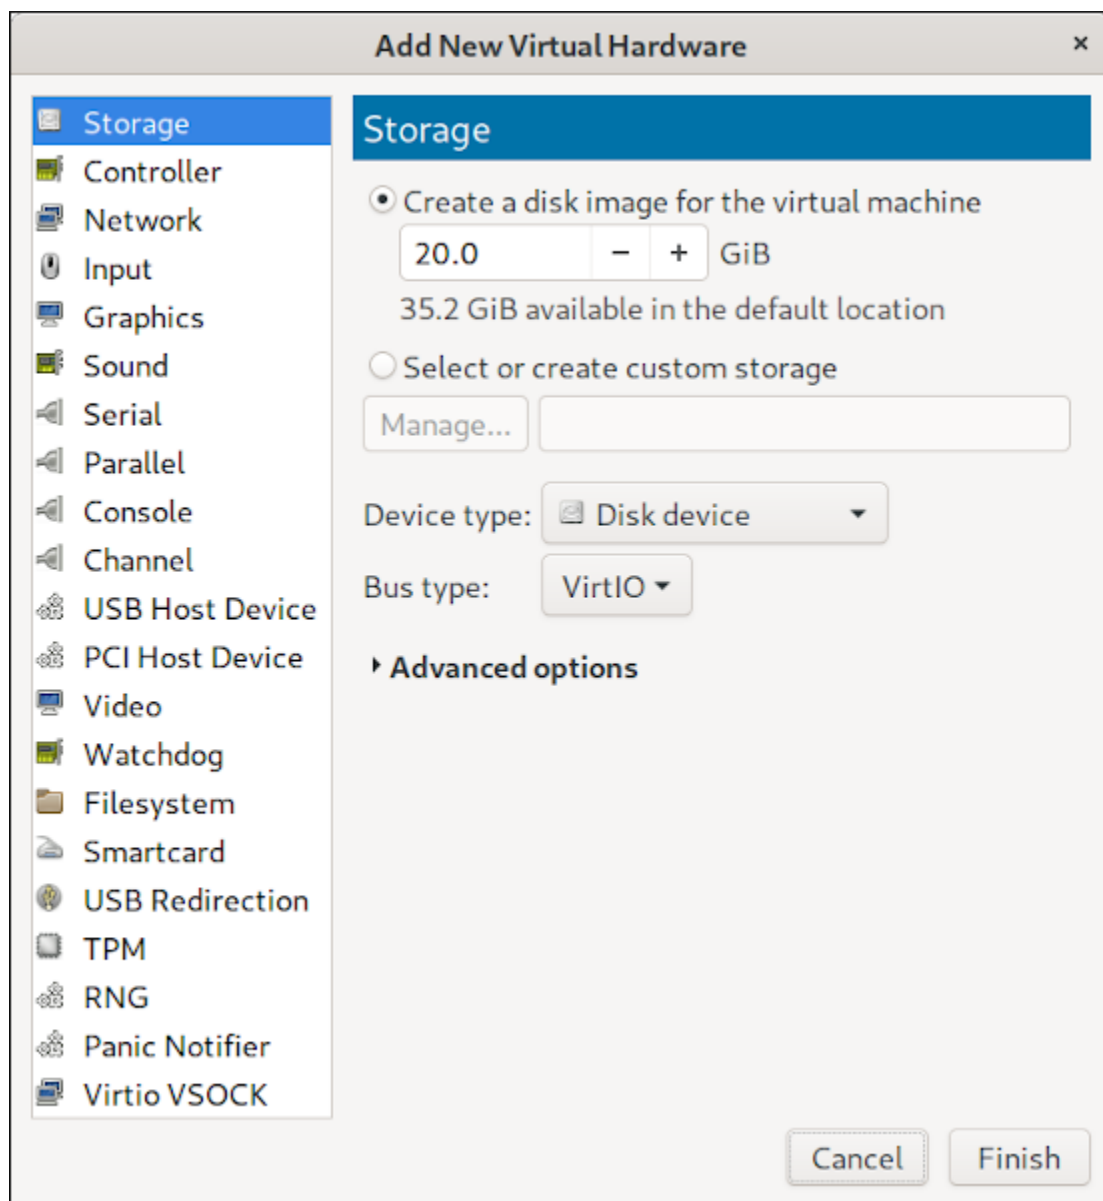 Add New Virtual Hardware
×
Storage
Controller
Network
Input
Graphics
Sound
Serial
Parallel
Console
Channel
USB Host Device
PCI Host Device
Video
Watchdog
Filesystem
Smartcard
USB Redirection
TPM
RNG
Panic Notifier
Virtio VSOCK
Storage
Create a disk image for the virtual machine
20.0 − + GiB
35.2 GiB available in the default location
Select or create custom storage
Manage...
Device type: Disk device
Bus type: VirtIO
Advanced options
Cancel Finish